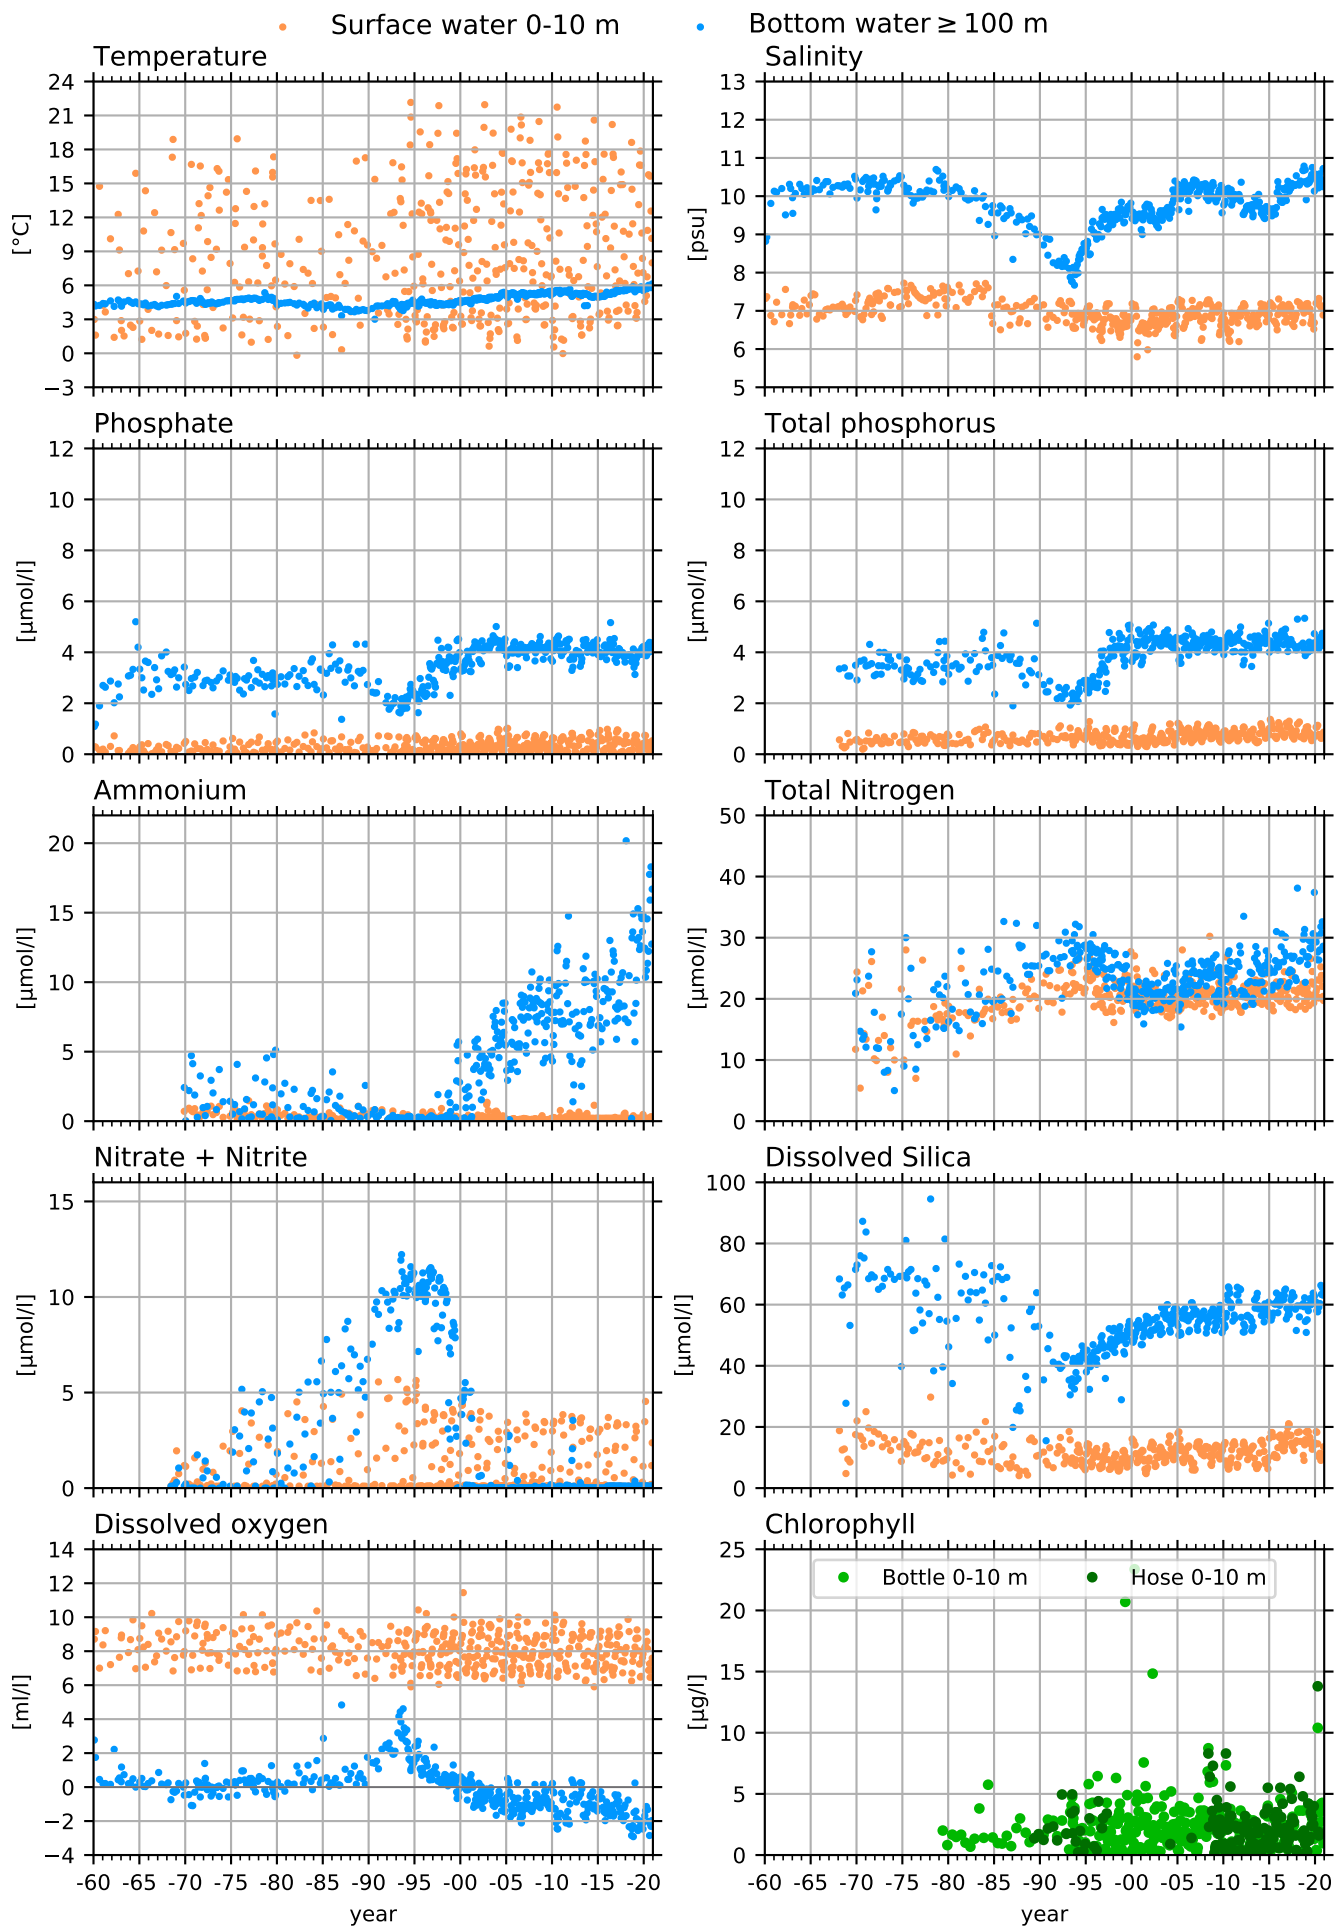 Surface water 0-10 m Bottom water ≥ 100 m
Temperature
24
21
18
15
12
9
6
3
0
−3
[°C]
Salinity
13
12
11
10
9
8
7
6
5
[psu]
Phosphate
12
10
8
6
4
2
0
[µmol/l]
Total phosphorus
12
10
8
6
4
2
0
[µmol/l]
Ammonium
20
15
10
5
0
[µmol/l]
Total Nitrogen
50
40
30
20
10
0
[µmol/l]
Nitrate + Nitrite
15
10
5
0
[µmol/l]
Dissolved Silica
100
80
60
40
20
0
[µmol/l]
Dissolved oxygen
14
12
10
8
6
4
2
0
−2
−4
[ml/l]
-60 -65 -70 -75 -80 -85 -90 -95 -00 -05 -10 -15 -20
year
Chlorophyll
Bottle 0-10 m Hose 0-10 m
25
20
15
10
5
0
[µg/l]
-60 -65 -70 -75 -80 -85 -90 -95 -00 -05 -10 -15 -20
year